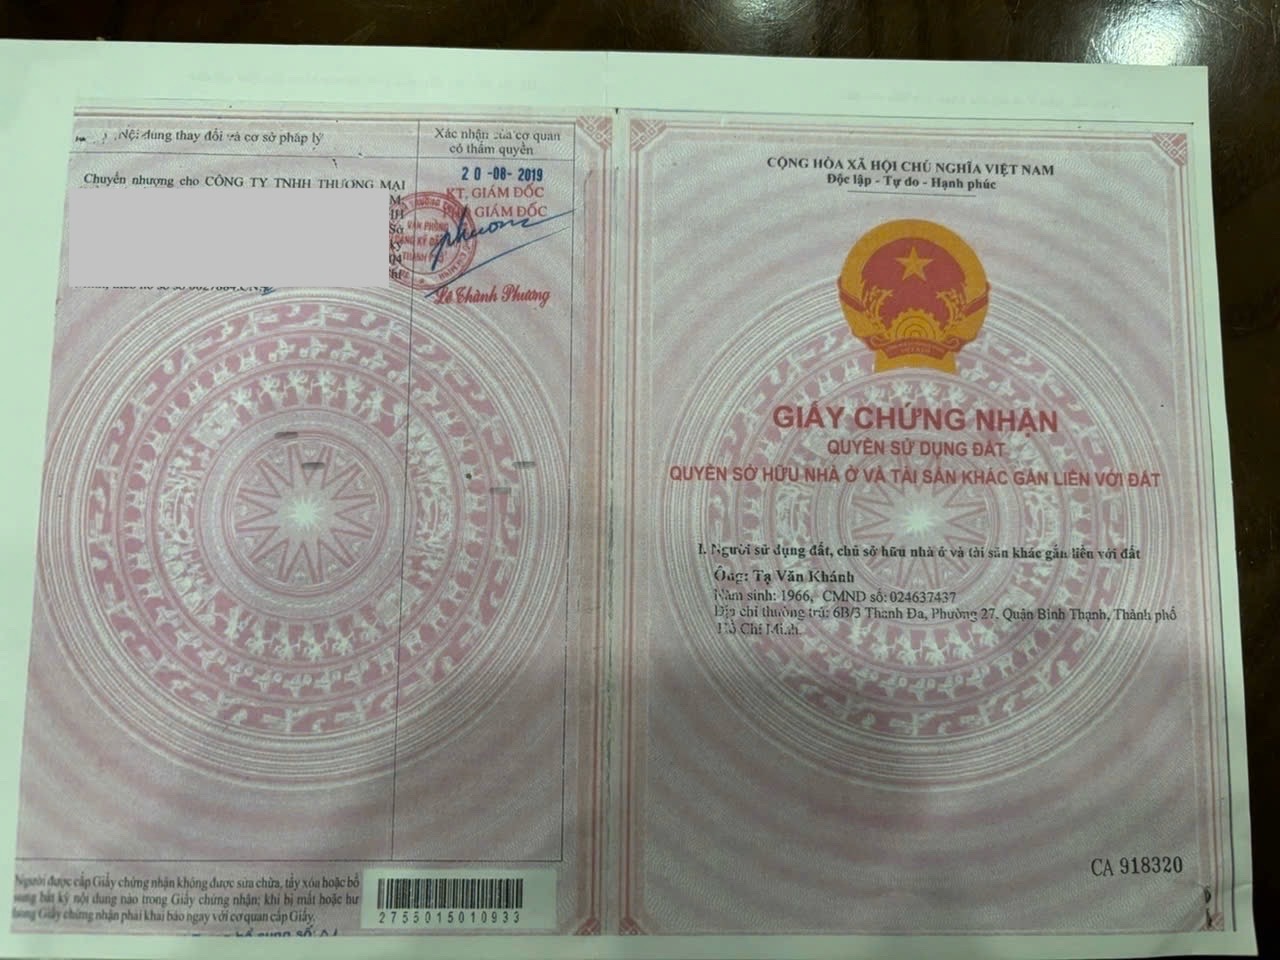 Nội dung thay đổi và cơ sở pháp lý
Xác nhận của cơ quan
có thẩm quyền
Chuyển nhượng cho CÔNG TY TNHH THƯƠNG MẠI
20-08-2019
KT. GIÁM ĐỐC
PHÓ GIÁM ĐỐC
VĂN PHÒNG
ĐĂNG KÝ ĐẤT
THÀNH PHỐ
Lê Thành Phương
Người được cấp Giấy chứng nhận không được sửa chữa, tẩy xóa hoặc bổ
sung bất kỳ nội dung nào trong Giấy chứng nhận; khi bị mất hoặc hư
hỏng Giấy chứng nhận phải khai báo ngay với cơ quan cấp Giấy.
2755015010933
CỘNG HÒA XÃ HỘI CHỦ NGHĨA VIỆT NAM
Độc lập - Tự do - Hạnh phúc
GIẤY CHỨNG NHẬN
QUYỀN SỬ DỤNG ĐẤT
QUYỀN SỞ HỮU NHÀ Ở VÀ TÀI SẢN KHÁC GẮN LIỀN VỚI ĐẤT
I. Người sử dụng đất, chủ sở hữu nhà ở và tài sản khác gắn liền với đất
Ông: Tạ Văn Khánh
Năm sinh: 1966, CMND số: 024637437
Địa chỉ thường trú: 6B/3 Thanh Đa, Phường 27, Quận Bình Thạnh, Thành phố
Hồ Chí Minh.
CA 918320